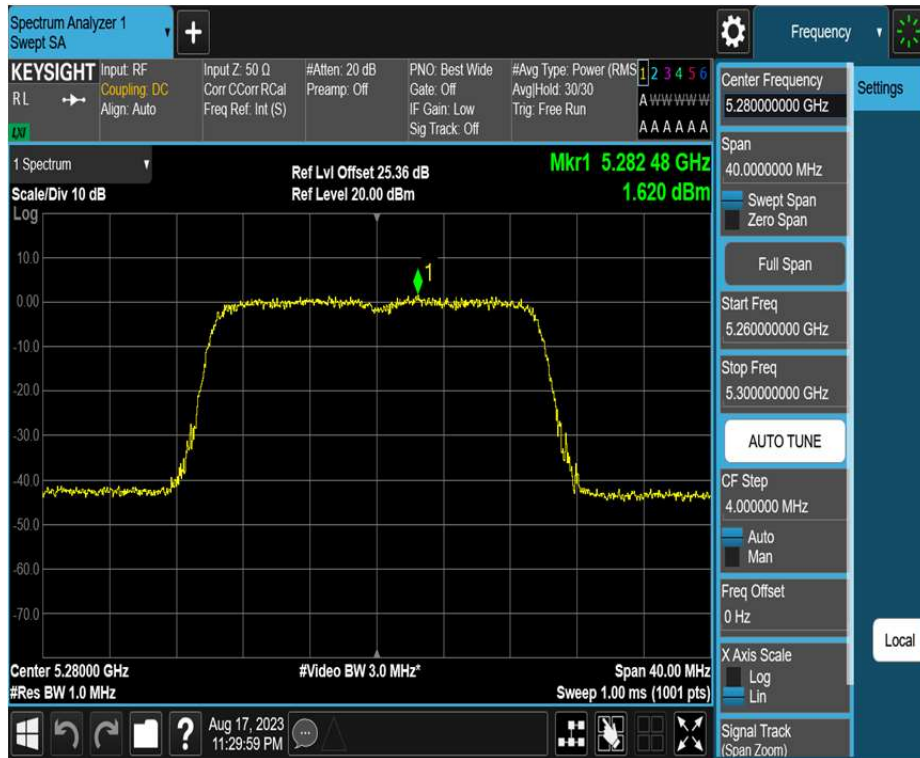 Spectrum Analyzer 1
Swept SA
Frequency
KEYSIGHT
R L
LXI
Input: RF
Coupling: DC
Align: Auto
Input Z: 50 Ω
Corr CCorr RCal
Freq Ref: Int (S)
#Atten: 20 dB
Preamp: Off
PNO: Best Wide
Gate: Off
IF Gain: Low
Sig Track: Off
#Avg Type: Power (RMS
Avg|Hold: 30/30
Trig: Free Run
1 2 3 4 5 6
A W W W W W
A A A A A A
1 Spectrum
Scale/Div 10 dB
Log
Ref Lvl Offset 25.36 dB
Ref Level 20.00 dBm
Mkr1 5.282 48 GHz
1.620 dBm
10.0
0.00
-10.0
-20.0
-30.0
-40.0
-50.0
-60.0
-70.0
1
Center 5.28000 GHz
#Res BW 1.0 MHz
#Video BW 3.0 MHz*
Span 40.00 MHz
Sweep 1.00 ms (1001 pts)
?
Aug 17, 2023
11:29:59 PM
Center Frequency
5.280000000 GHz
Span
40.0000000 MHz
Swept Span
Zero Span
Full Span
Start Freq
5.260000000 GHz
Stop Freq
5.300000000 GHz
AUTO TUNE
CF Step
4.000000 MHz
Auto
Man
Freq Offset
0 Hz
X Axis Scale
Log
Lin
Signal Track
(Span Zoom)
Settings
Local